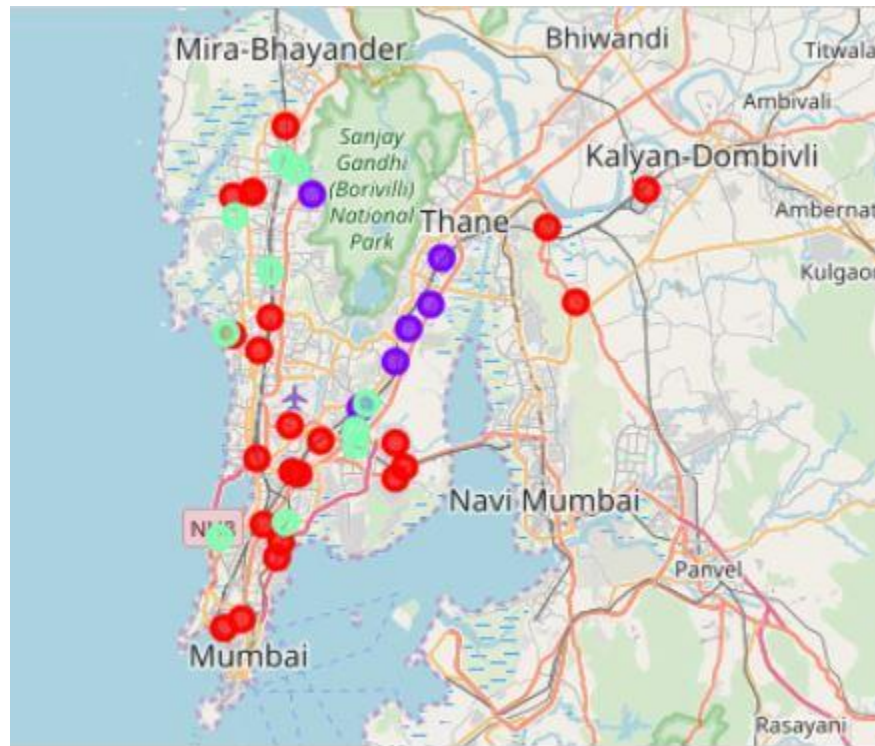 Mira-Bhayander
Bhiwandi
Titwala
Ambivali
Sanjay
Gandhi
(Borivilli)
National
Park
Kalyan-Dombivli
Thane
Ambernat
Kulgao
Navi Mumbai
Panvel
Mumbai
Rasayani